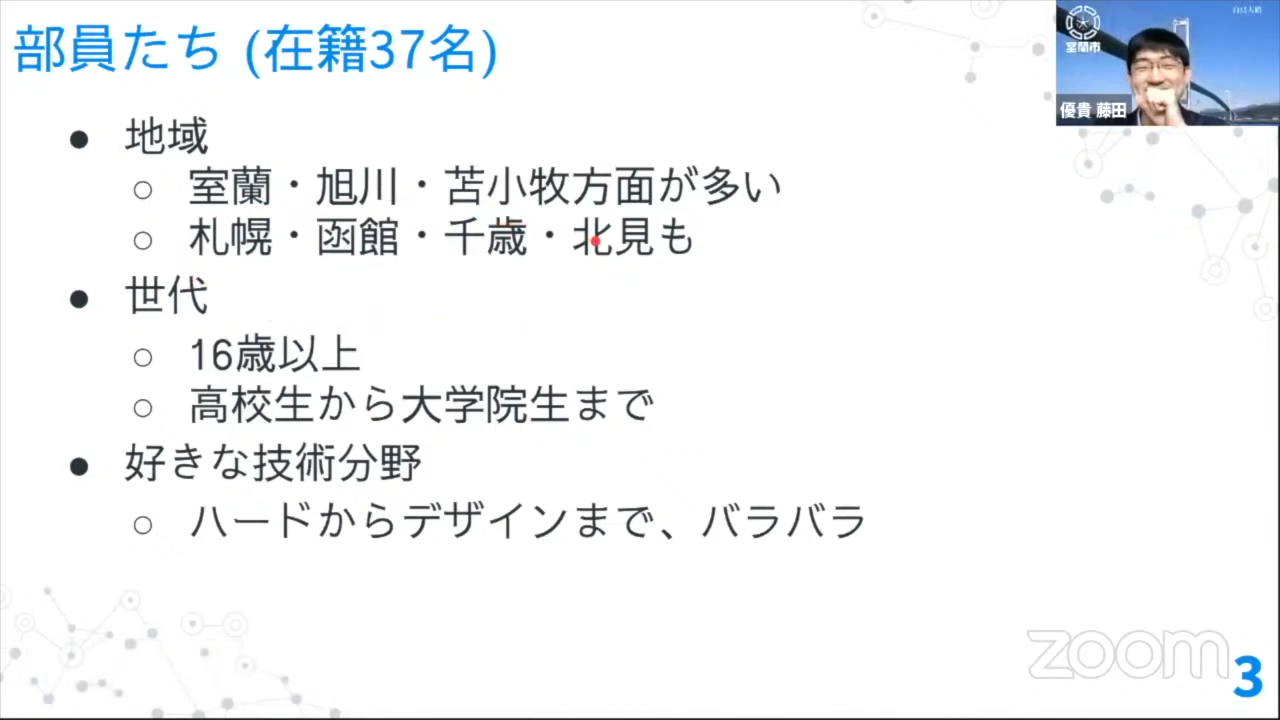 部員たち (在籍37名)
室蘭市
優貴 藤田
● 地域
○ 室蘭・旭川・苫小牧方面が多い
○ 札幌・函館・千歳・北見も
● 世代
○ 16歳以上
○ 高校生から大学院生まで
● 好きな技術分野
○ ハードからデザインまで、バラバラ
zoom
3